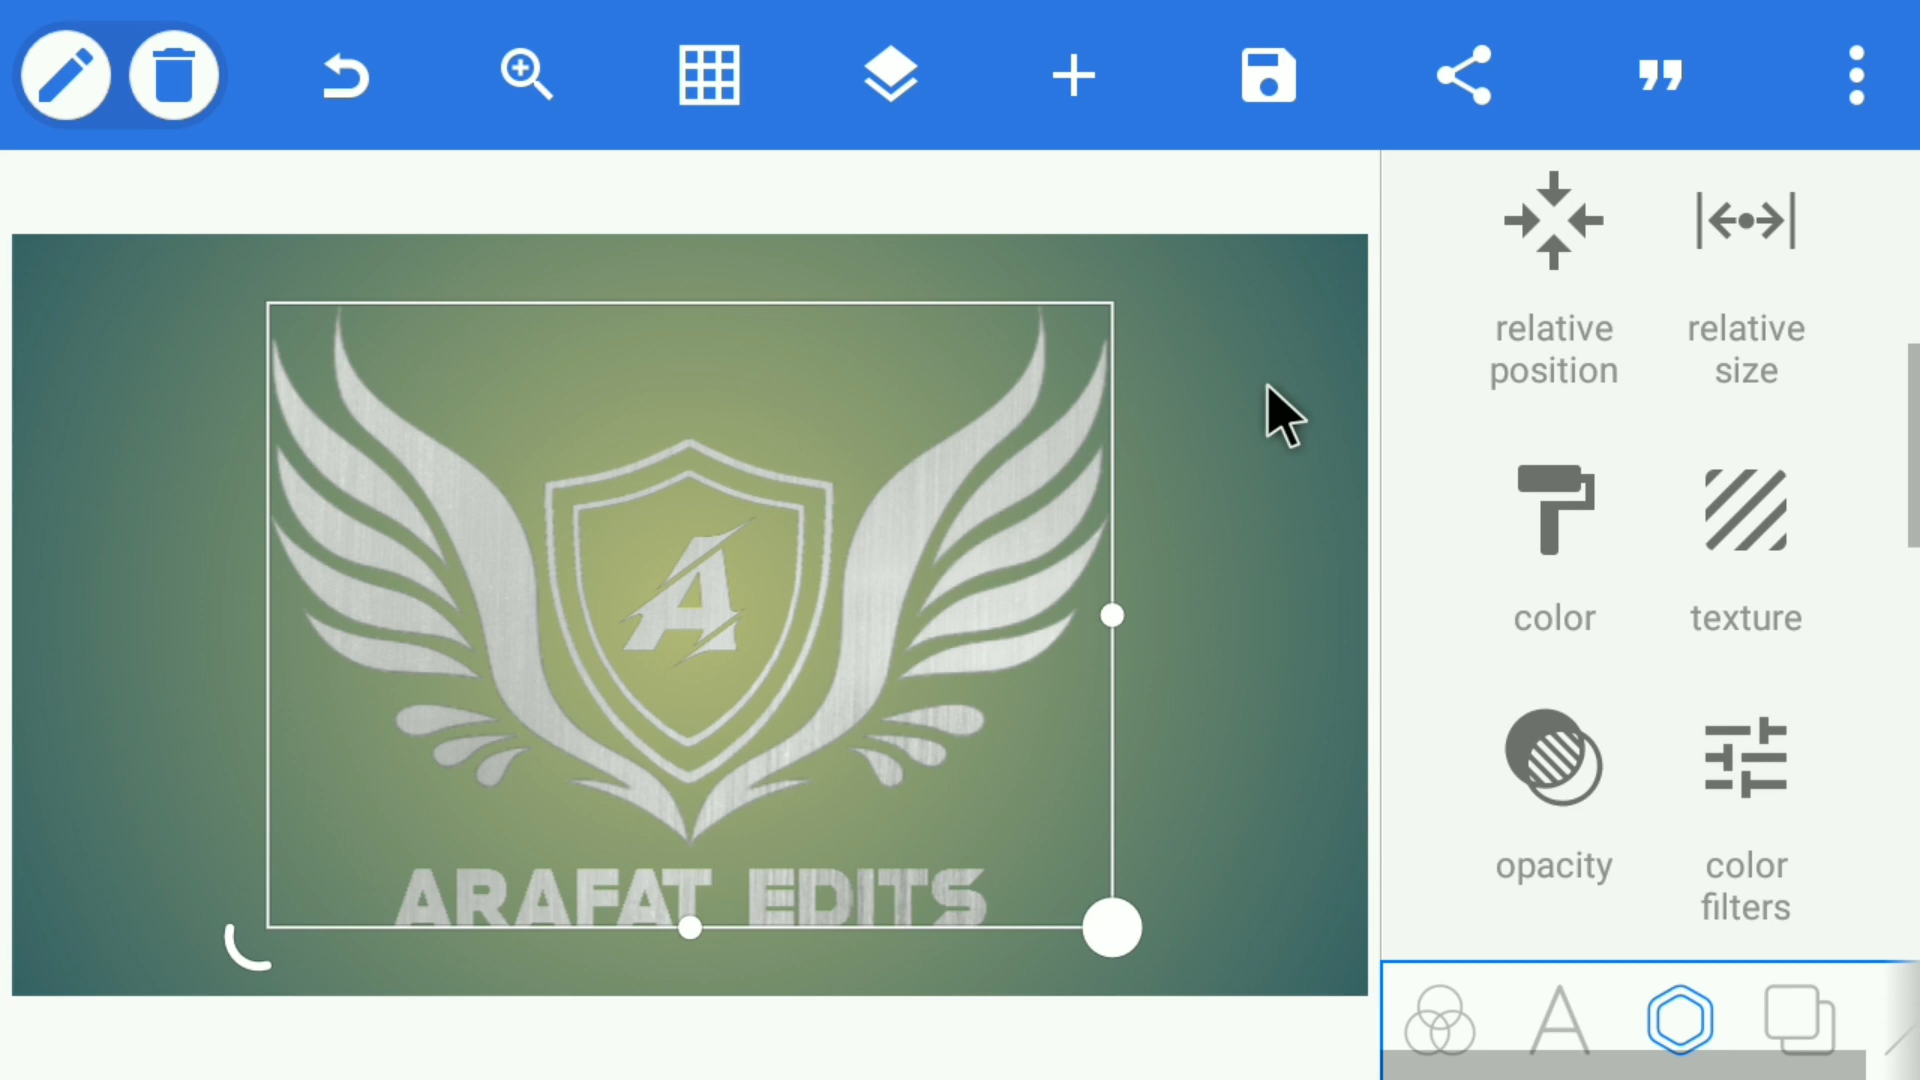 relative
position
relative
size
color
texture
opacity
color
filters
A
ARAFAT EDITS